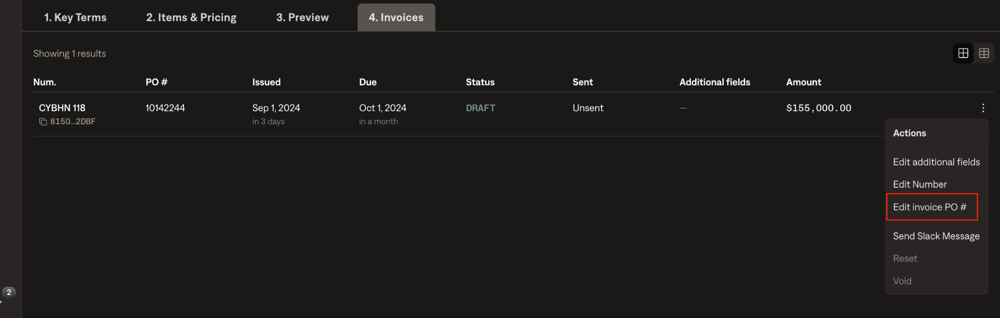 1. Key Terms 2. Items & Pricing 3. Preview 4. Invoices
Showing 1 results
Num. PO # Issued Due Status Sent Additional fields Amount
CYBHN 118 10142244 Sep 1, 2024 Oct 1, 2024 DRAFT Unsent — $155,000.00
8150...2DBF in 3 days in a month
Actions
Edit additional fields
Edit Number
Edit invoice PO #
Send Slack Message
Reset
Void
2